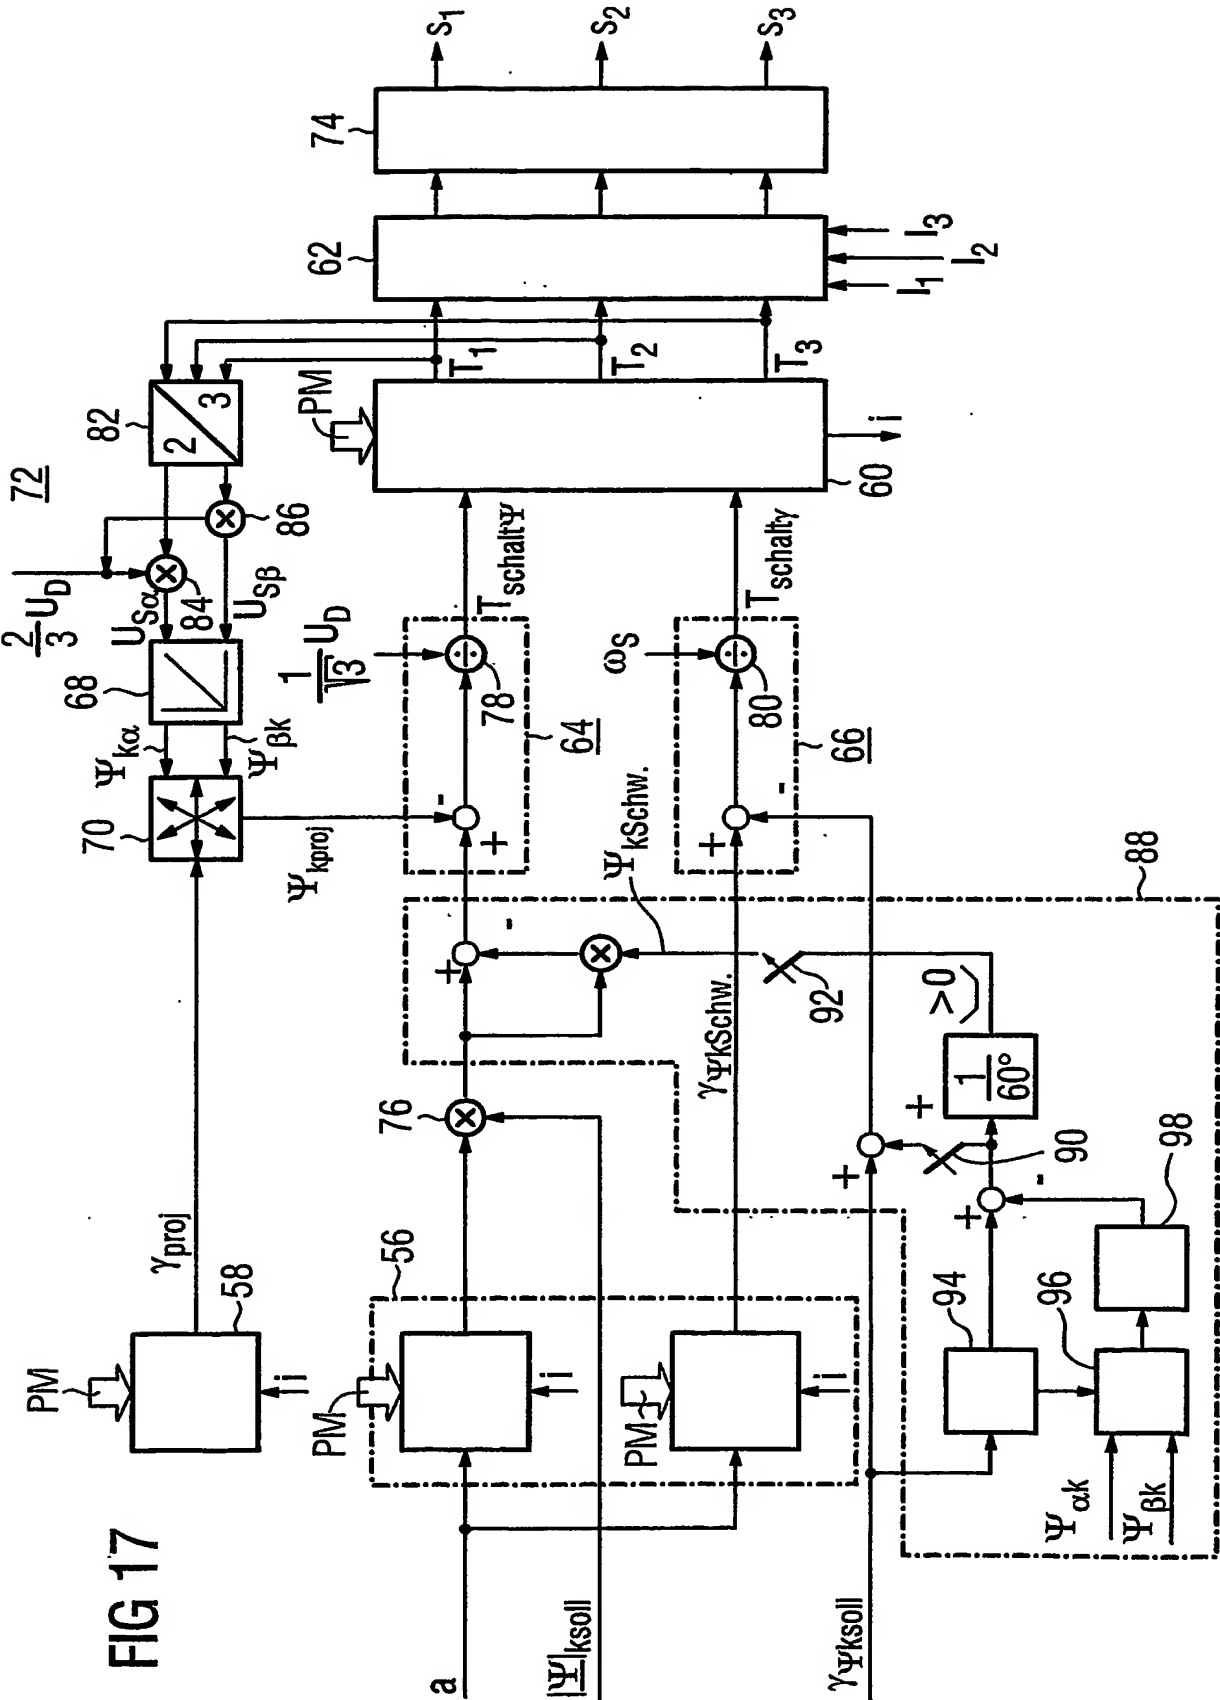 FIG 17
a
|Ψ|ksoll
γΨksoll
PM
58
i
γproj
PM
56
i
PM
i
76
γΨkSchw.
70
Ψkproj
Ψkα
Ψβk
68
USα
USβ
2/3 UD
84
86
72
82
2
3
1/√3 UD
+
-
78
64
TschaltΨ
ωS
+
-
80
66
Tschaltγ
PM
60
i
T1
T2
T3
62
I1
I2
I3
74
S1
S2
S3
+
-
ΨkSchw.
92
>0
88
1/60°
+
+
90
+
-
94
96
98
Ψαk
Ψβk